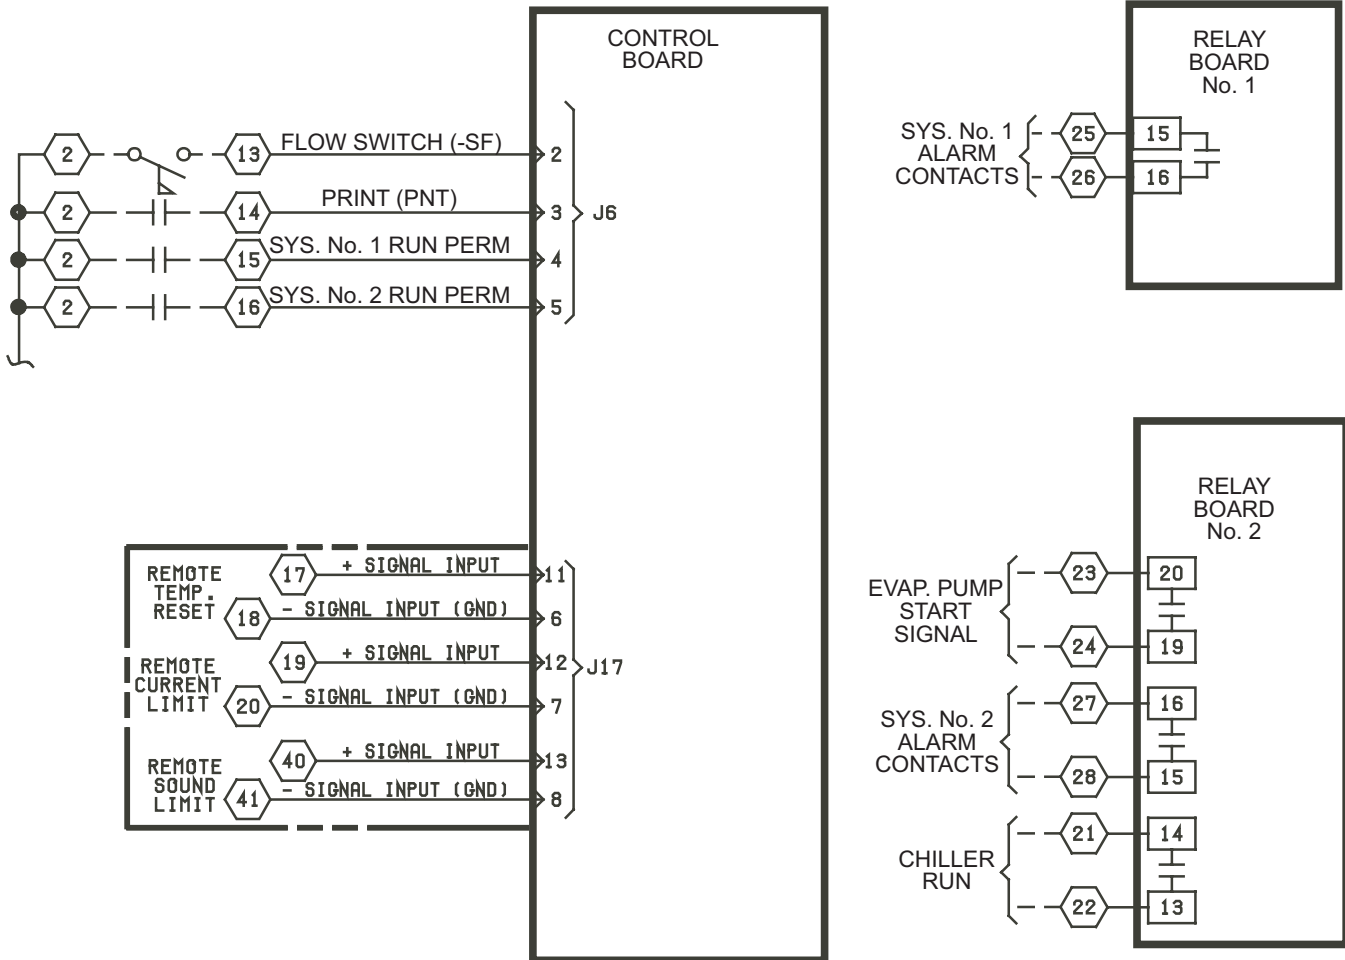 CONTROL
BOARD
2 13 FLOW SWITCH (-SF) 2
2 14 PRINT (PNT) 3
J6
2 15 SYS. No. 1 RUN PERM 4
2 16 SYS. No. 2 RUN PERM 5
REMOTE
TEMP.
RESET
17 + SIGNAL INPUT 11
18 - SIGNAL INPUT (GND) 6
REMOTE
CURRENT
LIMIT
19 + SIGNAL INPUT 12
J17
20 - SIGNAL INPUT (GND) 7
REMOTE
SOUND
LIMIT
40 + SIGNAL INPUT 13
41 - SIGNAL INPUT (GND) 8
RELAY
BOARD
No. 1
SYS. No. 1
ALARM
CONTACTS
25 15
26 16
RELAY
BOARD
No. 2
EVAP. PUMP
START
SIGNAL
23 20
24 19
SYS. No. 2
ALARM
CONTACTS
27 16
28 15
CHILLER
RUN
21 14
22 13